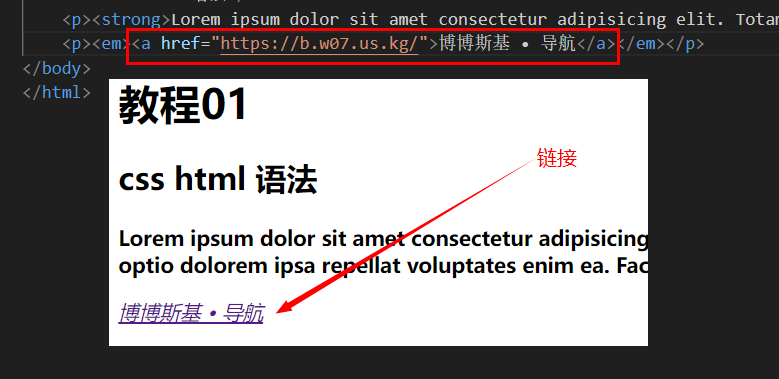 <p><strong>Lorem ipsum dolor sit amet consectetur adipisicing elit. Totam
<p><em><a href="https://b.w07.us.kg/">博博斯基 • 导航</a></em></p>
</body>
</html>
教程01
css html 语法
链接
Lorem ipsum dolor sit amet consectetur adipisicing
optio dolorem ipsa repellat voluptates enim ea. Fac
博博斯基 • 导航